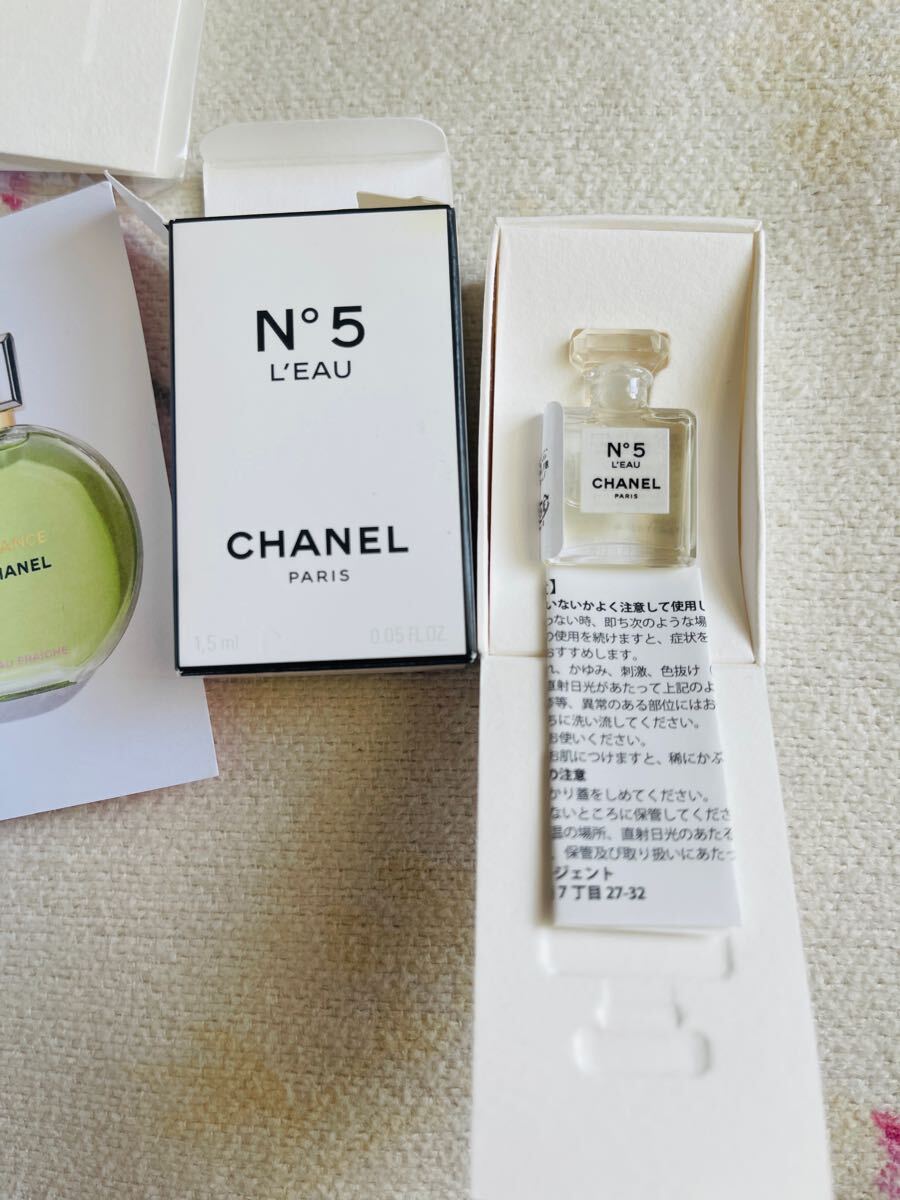 N°5
L'EAU
CHANEL
PARIS
1,5 ml 0.05 FL.OZ.
ANCE
HANEL
EAU FRAÎCHE
N°5
L'EAU
CHANEL
PARIS
】
いないかよく注意して使用し
わない時、即ち次のような場
の使用を続けますと、症状を
おすすめします。
れ、かゆみ、刺激、色抜け（
直射日光があたって上記のよ
疹等、異常のある部位にはお
ちに洗い流してください。
お使いください。
お肌につけますと、稀にかぶ
の注意
かり蓋をしめてください。
ないところに保管してくださ
温の場所、直射日光のあたる
、保管及び取り扱いにあたっ
ージェント
7丁目 27-32